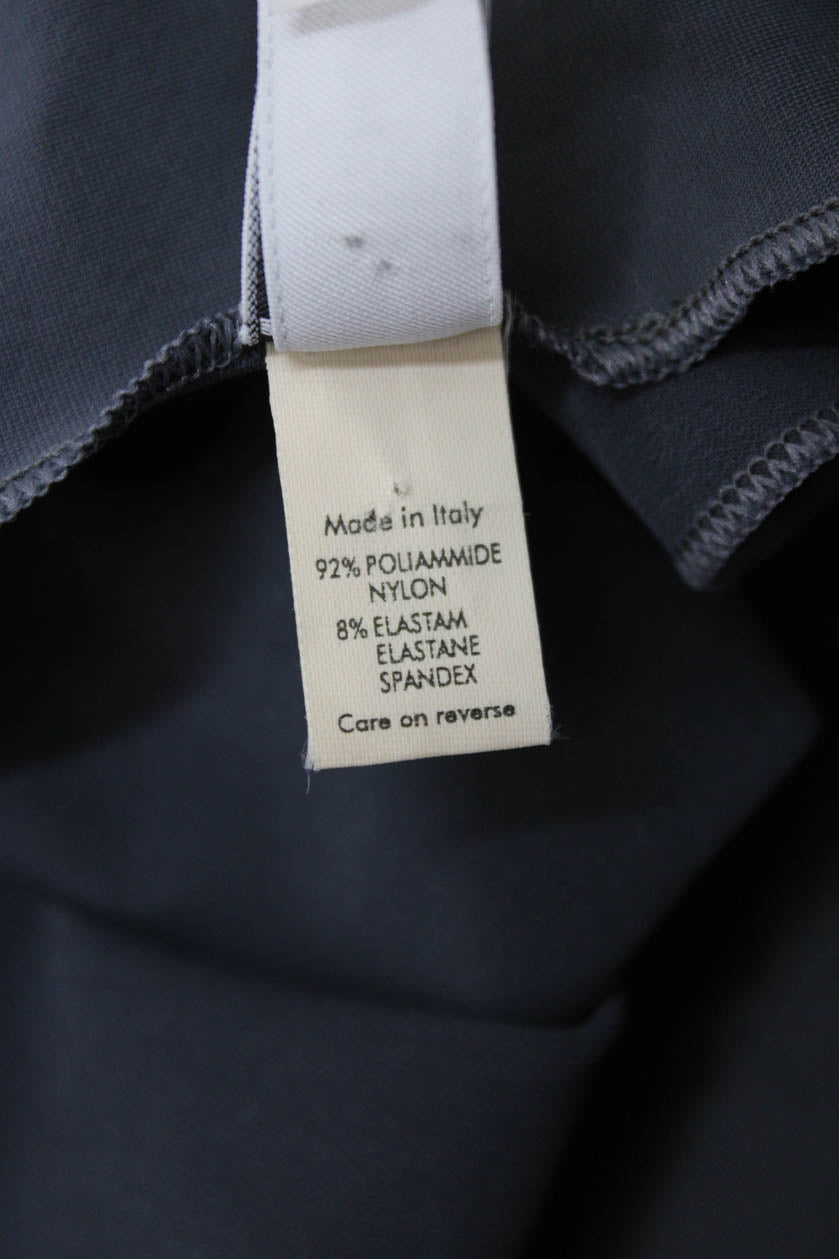 Made in Italy
92% POLIAMMIDE
NYLON
8% ELASTAM
ELASTANE
SPANDEX
Care on reverse